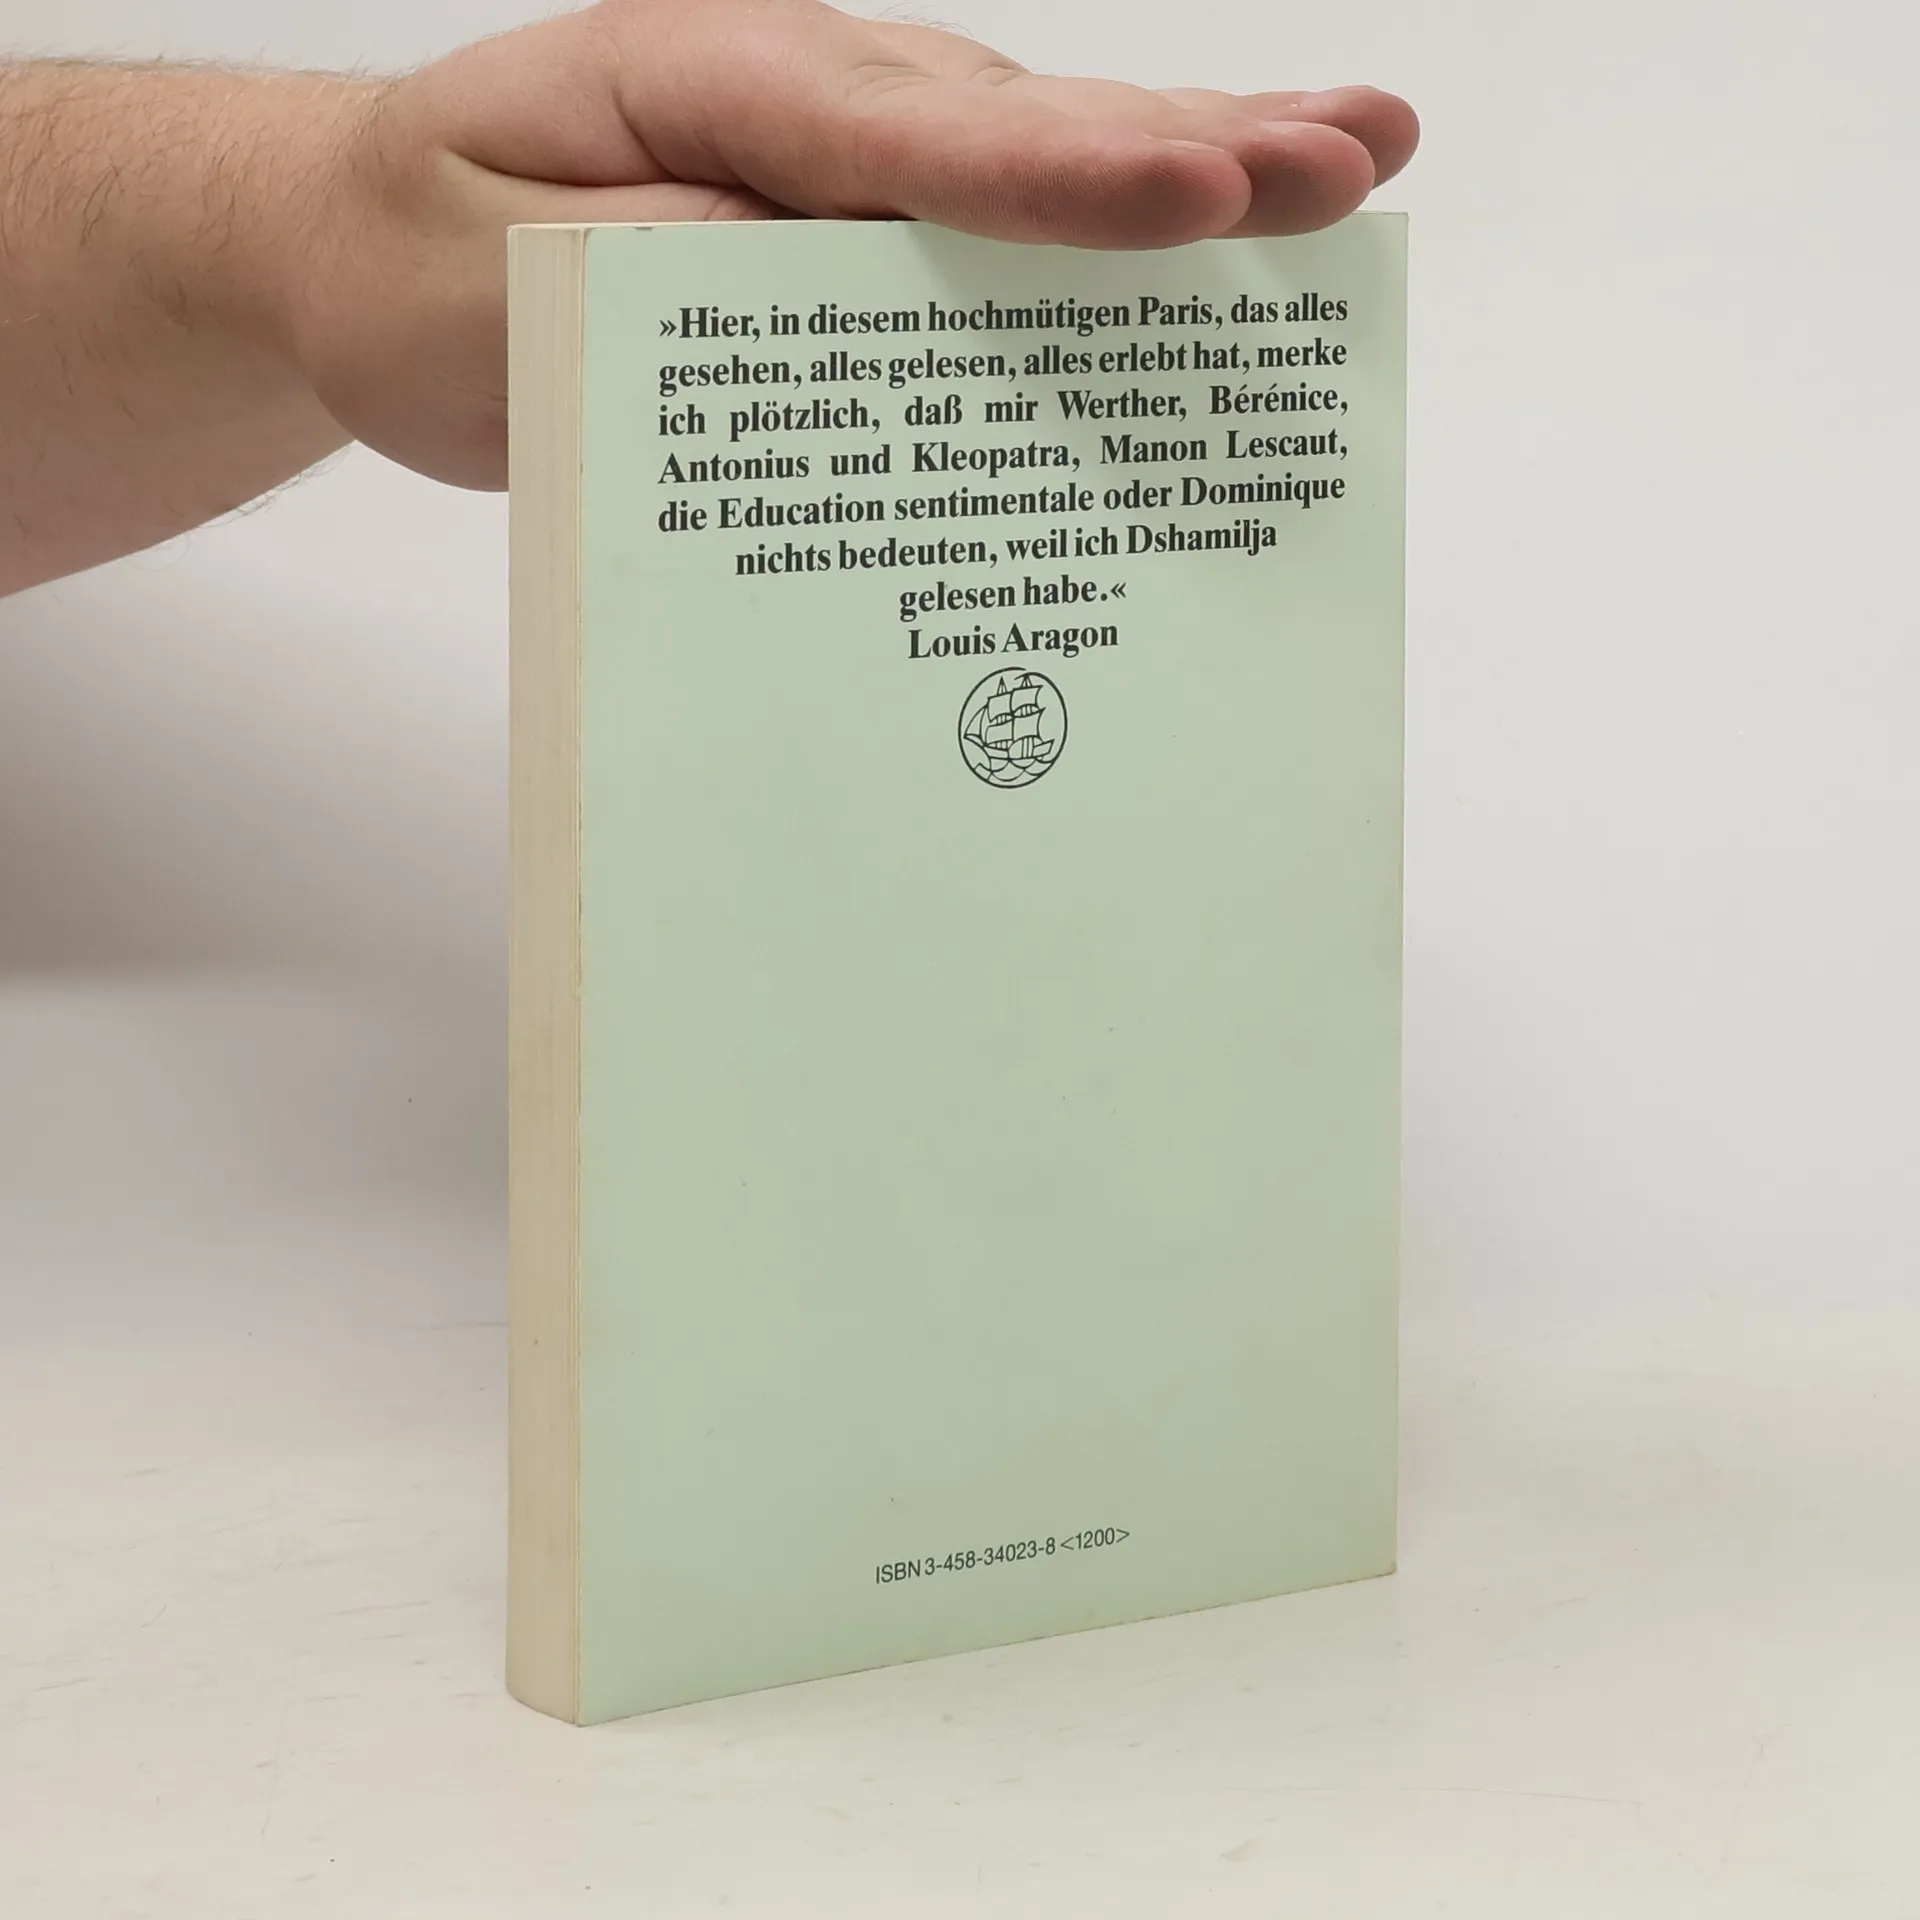 »Hier, in diesem hochmütigen Paris, das alles
gesehen, alles gelesen, alles erlebt hat, merke
ich plötzlich, daß mir Werther, Bérénice,
Antonius und Kleopatra, Manon Lescaut,
die Education sentimentale oder Dominique
nichts bedeuten, weil ich Dshamilja
gelesen habe.«
Louis Aragon
ISBN 3-458-34023-8 <1200>